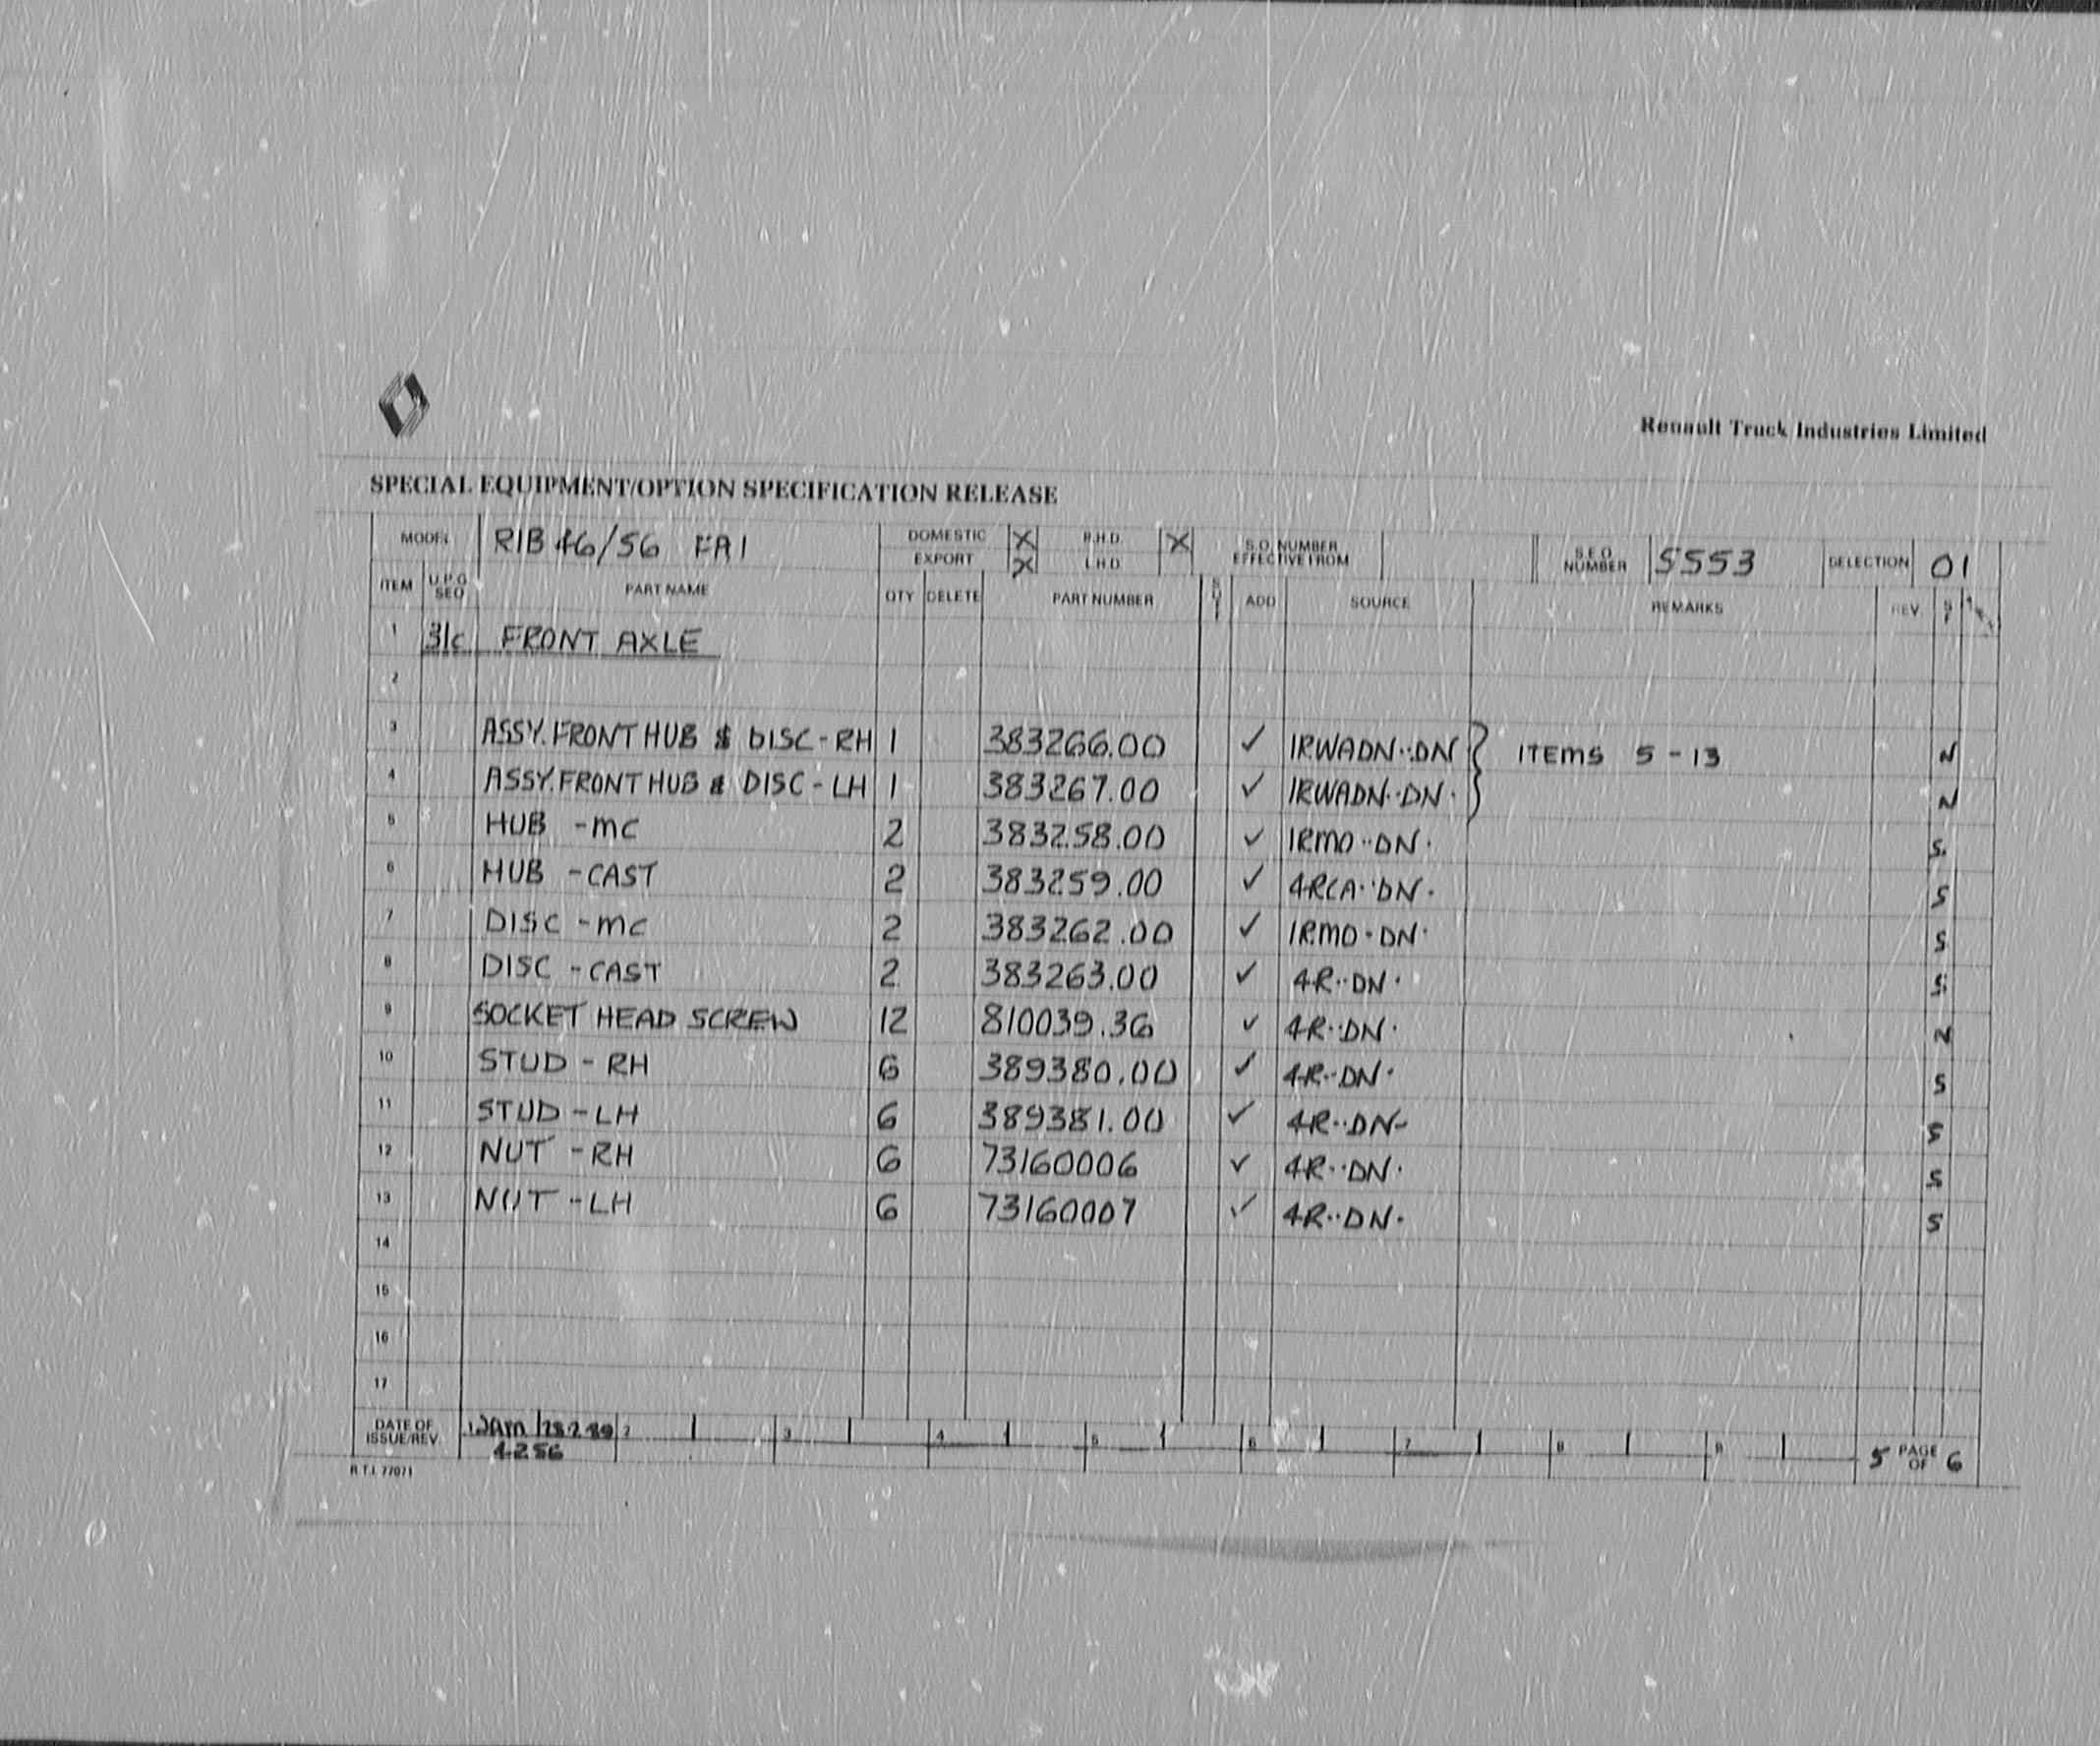 Renault Truck Industries Limited
SPECIAL EQUIPMENT/OPTION SPECIFICATION RELEASE
MODEL RIB 46/56 FA1 DOMESTIC X R.H.D. X S.O. NUMBER EFFECTIVE FROM S.E.O. NUMBER 5553 SELECTION 01
EXPORT X L.H.D.
ITEM U.P.G SEQ PART NAME QTY DELETE PART NUMBER ADD SOURCE REMARKS REV
1 31c FRONT AXLE
2
3 ASSY. FRONT HUB & DISC - RH 1 383266.00 ✓ 1RWADN··DN } ITEMS 5 - 13 N
4 ASSY. FRONT HUB & DISC - LH 1 383267.00 ✓ 1RWADN··DN· N
5 HUB - MC 2 383258.00 ✓ 1RMO··DN· S
6 HUB - CAST 2 383259.00 ✓ 4RCA··DN· S
7 DISC - MC 2 383262.00 ✓ 1RMO·DN· S
8 DISC - CAST 2 383263.00 ✓ 4R··DN· S
9 SOCKET HEAD SCREW 12 810039.36 ✓ 4R··DN· N
10 STUD - RH 6 389380.00 ✓ 4R··DN· S
11 STUD - LH 6 389381.00 ✓ 4R··DN- S
12 NUT - RH 6 73160006 ✓ 4R··DN· S
13 NUT - LH 6 73160007 ✓ 4R··DN· S
14
15
16
17
DATE OF ISSUE/REV. 2 3 4 5 6 7 8 9 5 PAGE OF 6
4256
R.T.I. 77071